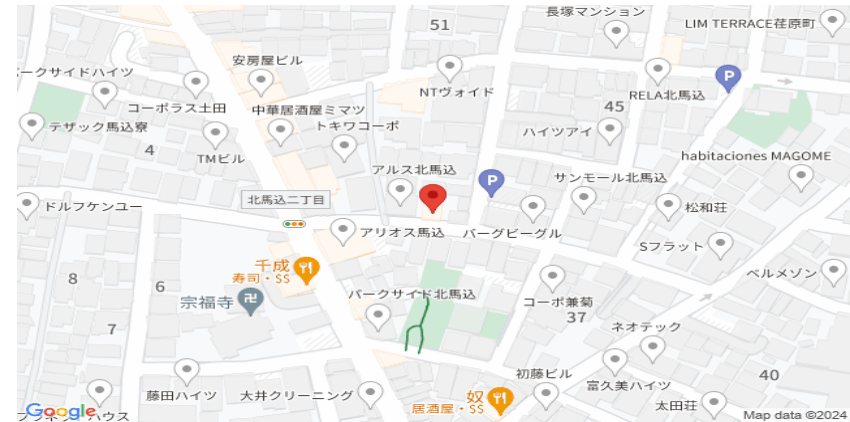 51
長塚マンション
LIM TERRACE荏原町
安房屋ビル
ークサイドハイツ
NTヴォイド
P
RELA北馬込
コーポラス土田
中華居酒屋ミマツ
45
テザック馬込寮
トキワコーポ
ハイツアイ
4
TMビル
habitaciones MAGOME
アルス北馬込
P
サンモール北馬込
北馬込二丁目
ドルフケンユー
松和荘
アリオス馬込
バーグビーグル
Sフラット
千成
寿司・SS
ベルメゾン
8
6
宗福寺
パークサイド北馬込
コーポ兼菊
37
7
ネオテック
初藤ビル
40
藤田ハイツ
大井クリーニング
奴
居酒屋・SS
富久美ハイツ
太田荘
Google
ハウス
Map data ©2024